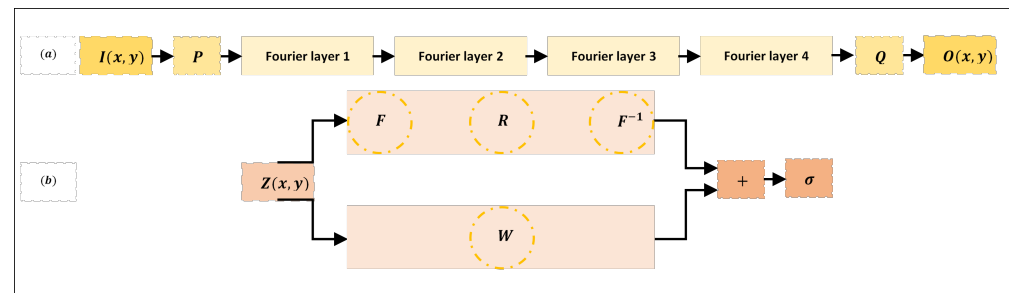 (a) I(x, y) P Fourier layer 1 Fourier layer 2 Fourier layer 3 Fourier layer 4 Q O(x, y)
F R F⁻¹
(b) Z(x, y) + σ
W